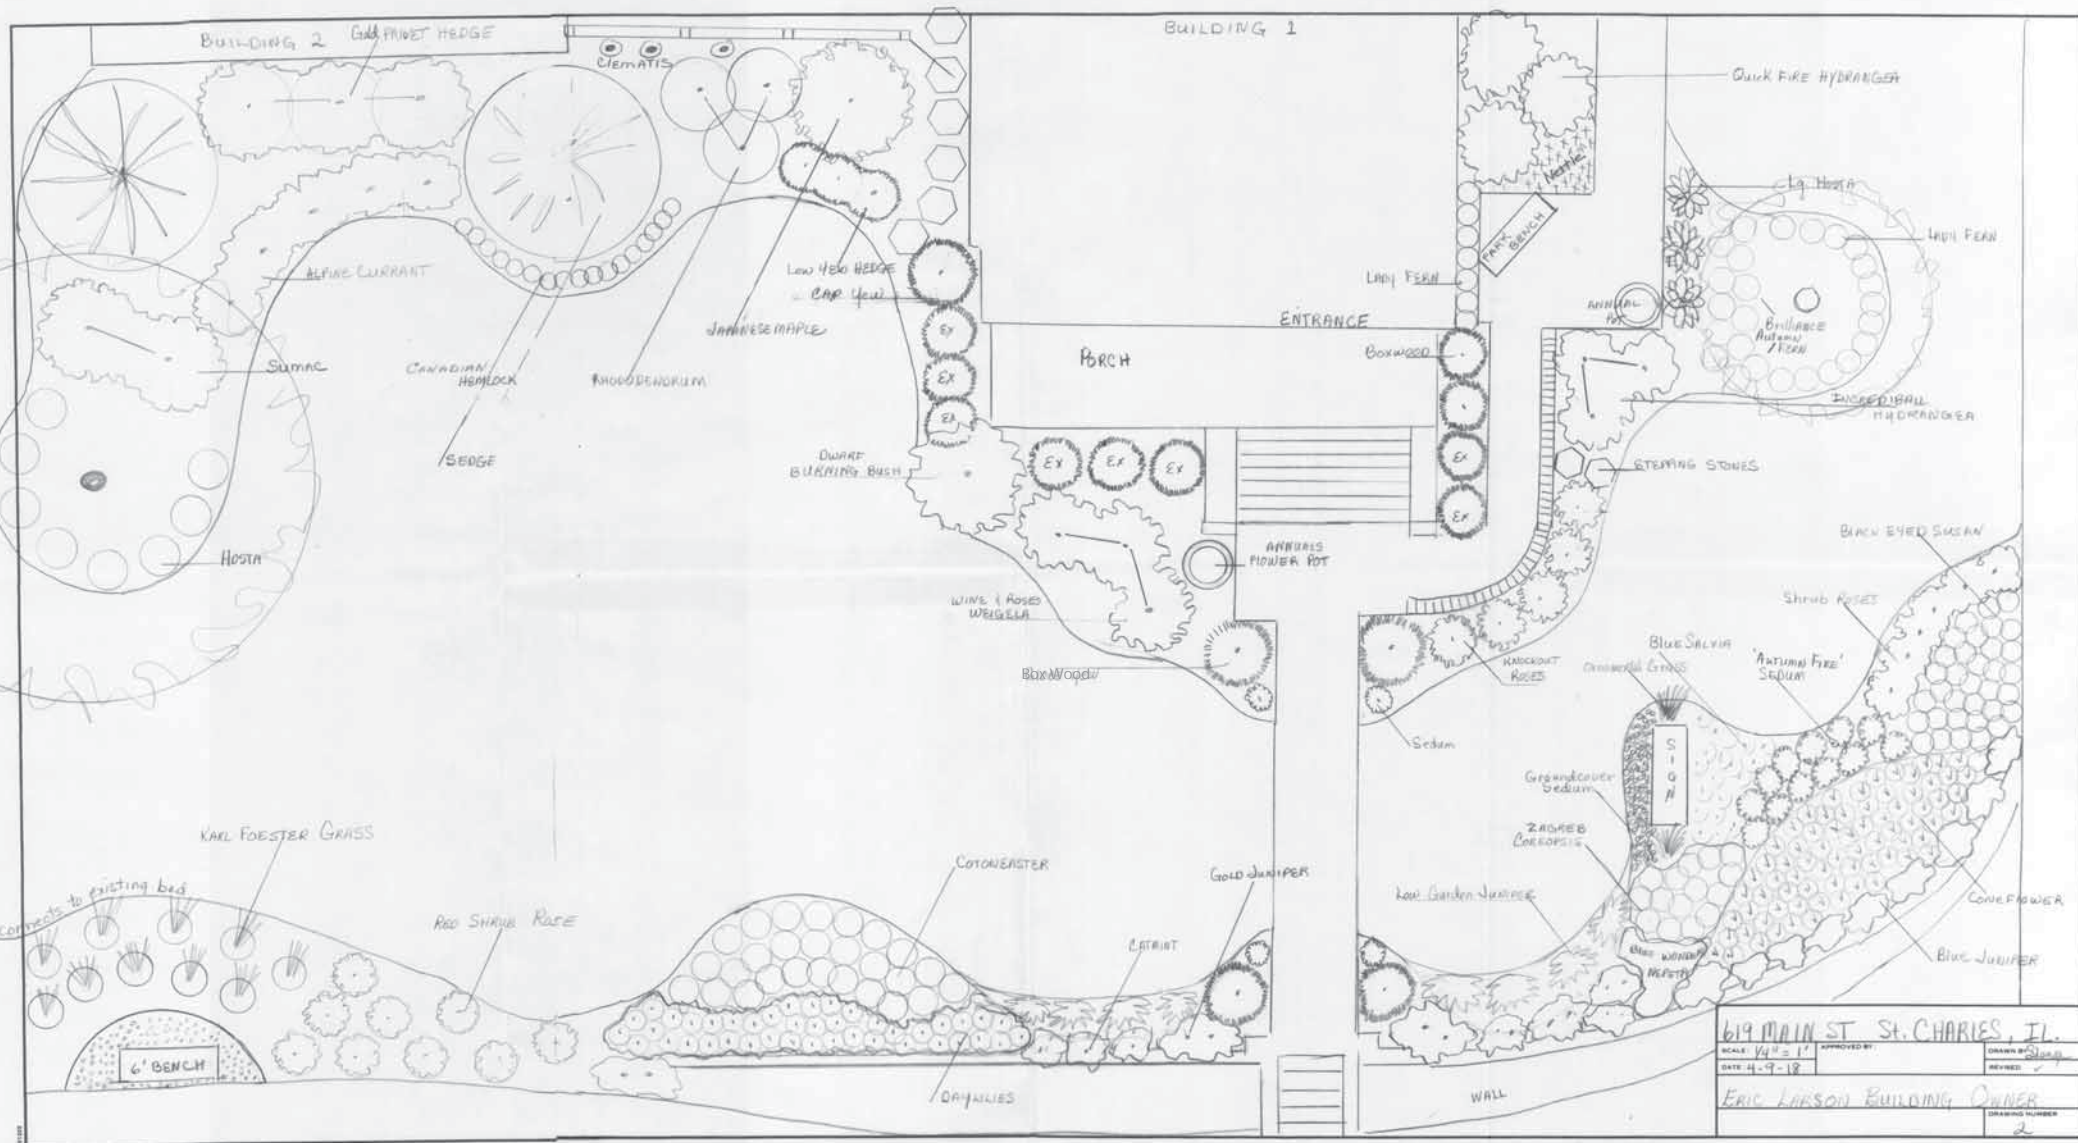 BUILDING 2
Gold PRIVET HEDGE
CLEMATIS
BUILDING 1
Quick FIRE HYDRANGEA
Lg. HOSTA
LADY FERN
PARK
BENCH
ALPINE CURRANT
LOW YEW HEDGE
LADY FERN
ANNUAL
POT
Brilliance
Autumn
FERN
ENTRANCE
JAPANESE MAPLE
PORCH
BOXWOOD
SUMAC
CANADIAN
HEMLOCK
RHODODENDRUM
INCREDIBALL
HYDRANGEA
EX
EX
EX
SEDGE
DWARF
BURNING BUSH
EX
EX
EX
EX
EX
STEPPING STONES
HOSTA
ANNUALS
FLOWER POT
BLACK EYED SUSAN
WINE & ROSES
WEIGELA
Shrub ROSES
BLUE SALVIA
KNOCKOUT
ROSES
'AUTUMN FIRE'
SEDUM
Box Wood
Sedum
SIGN
Groundcover
Sedum
ZAGREB
COREOPSIS
KARL FOESTER GRASS
COTONEASTER
GOLD JUNIPER
Low Garden JUNIPER
connects to existing bed
RED SHRUB ROSE
CATMINT
CONEFLOWER
BLUE WONDER
NEPETA
BLUE JUNIPER
6' BENCH
DAYLILIES
WALL
619 MAIN ST St. CHARLES, IL.
SCALE: 1/4" = 1'
APPROVED BY:
DRAWN BY
DATE: 4-9-18
REVISED
ERIC LARSON BUILDING OWNER
DRAWING NUMBER
2